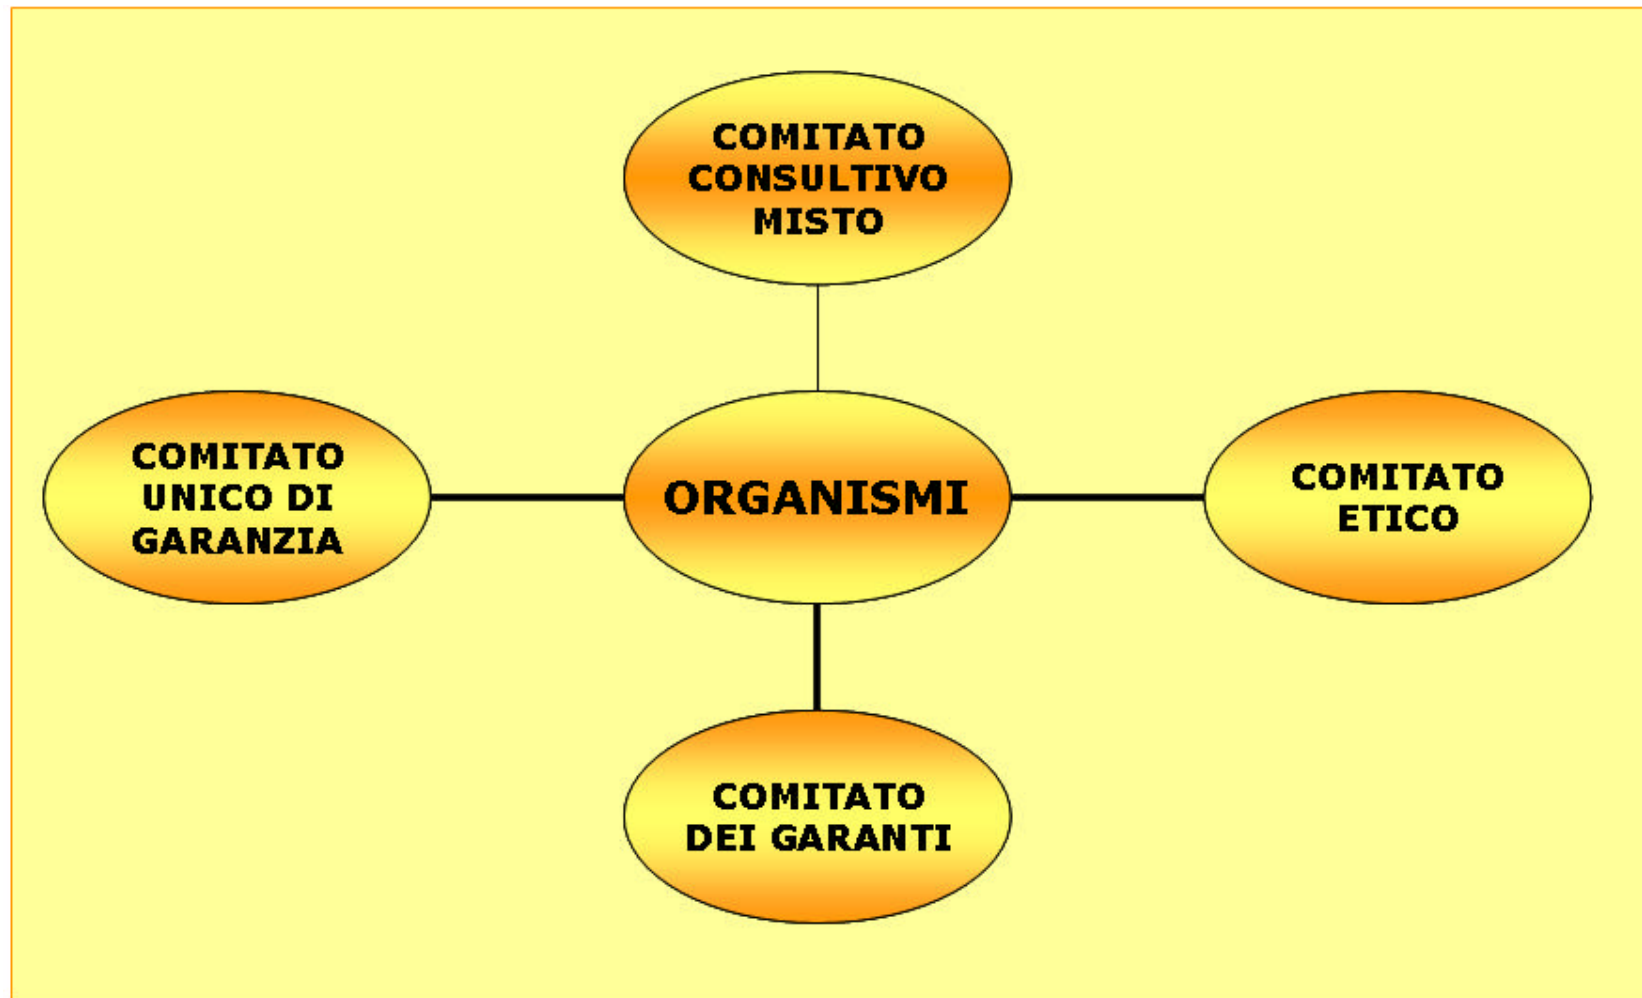 COMITATO
CONSULTIVO
MISTO
COMITATO
UNICO DI
GARANZIA
ORGANISMI
COMITATO
ETICO
COMITATO
DEI GARANTI